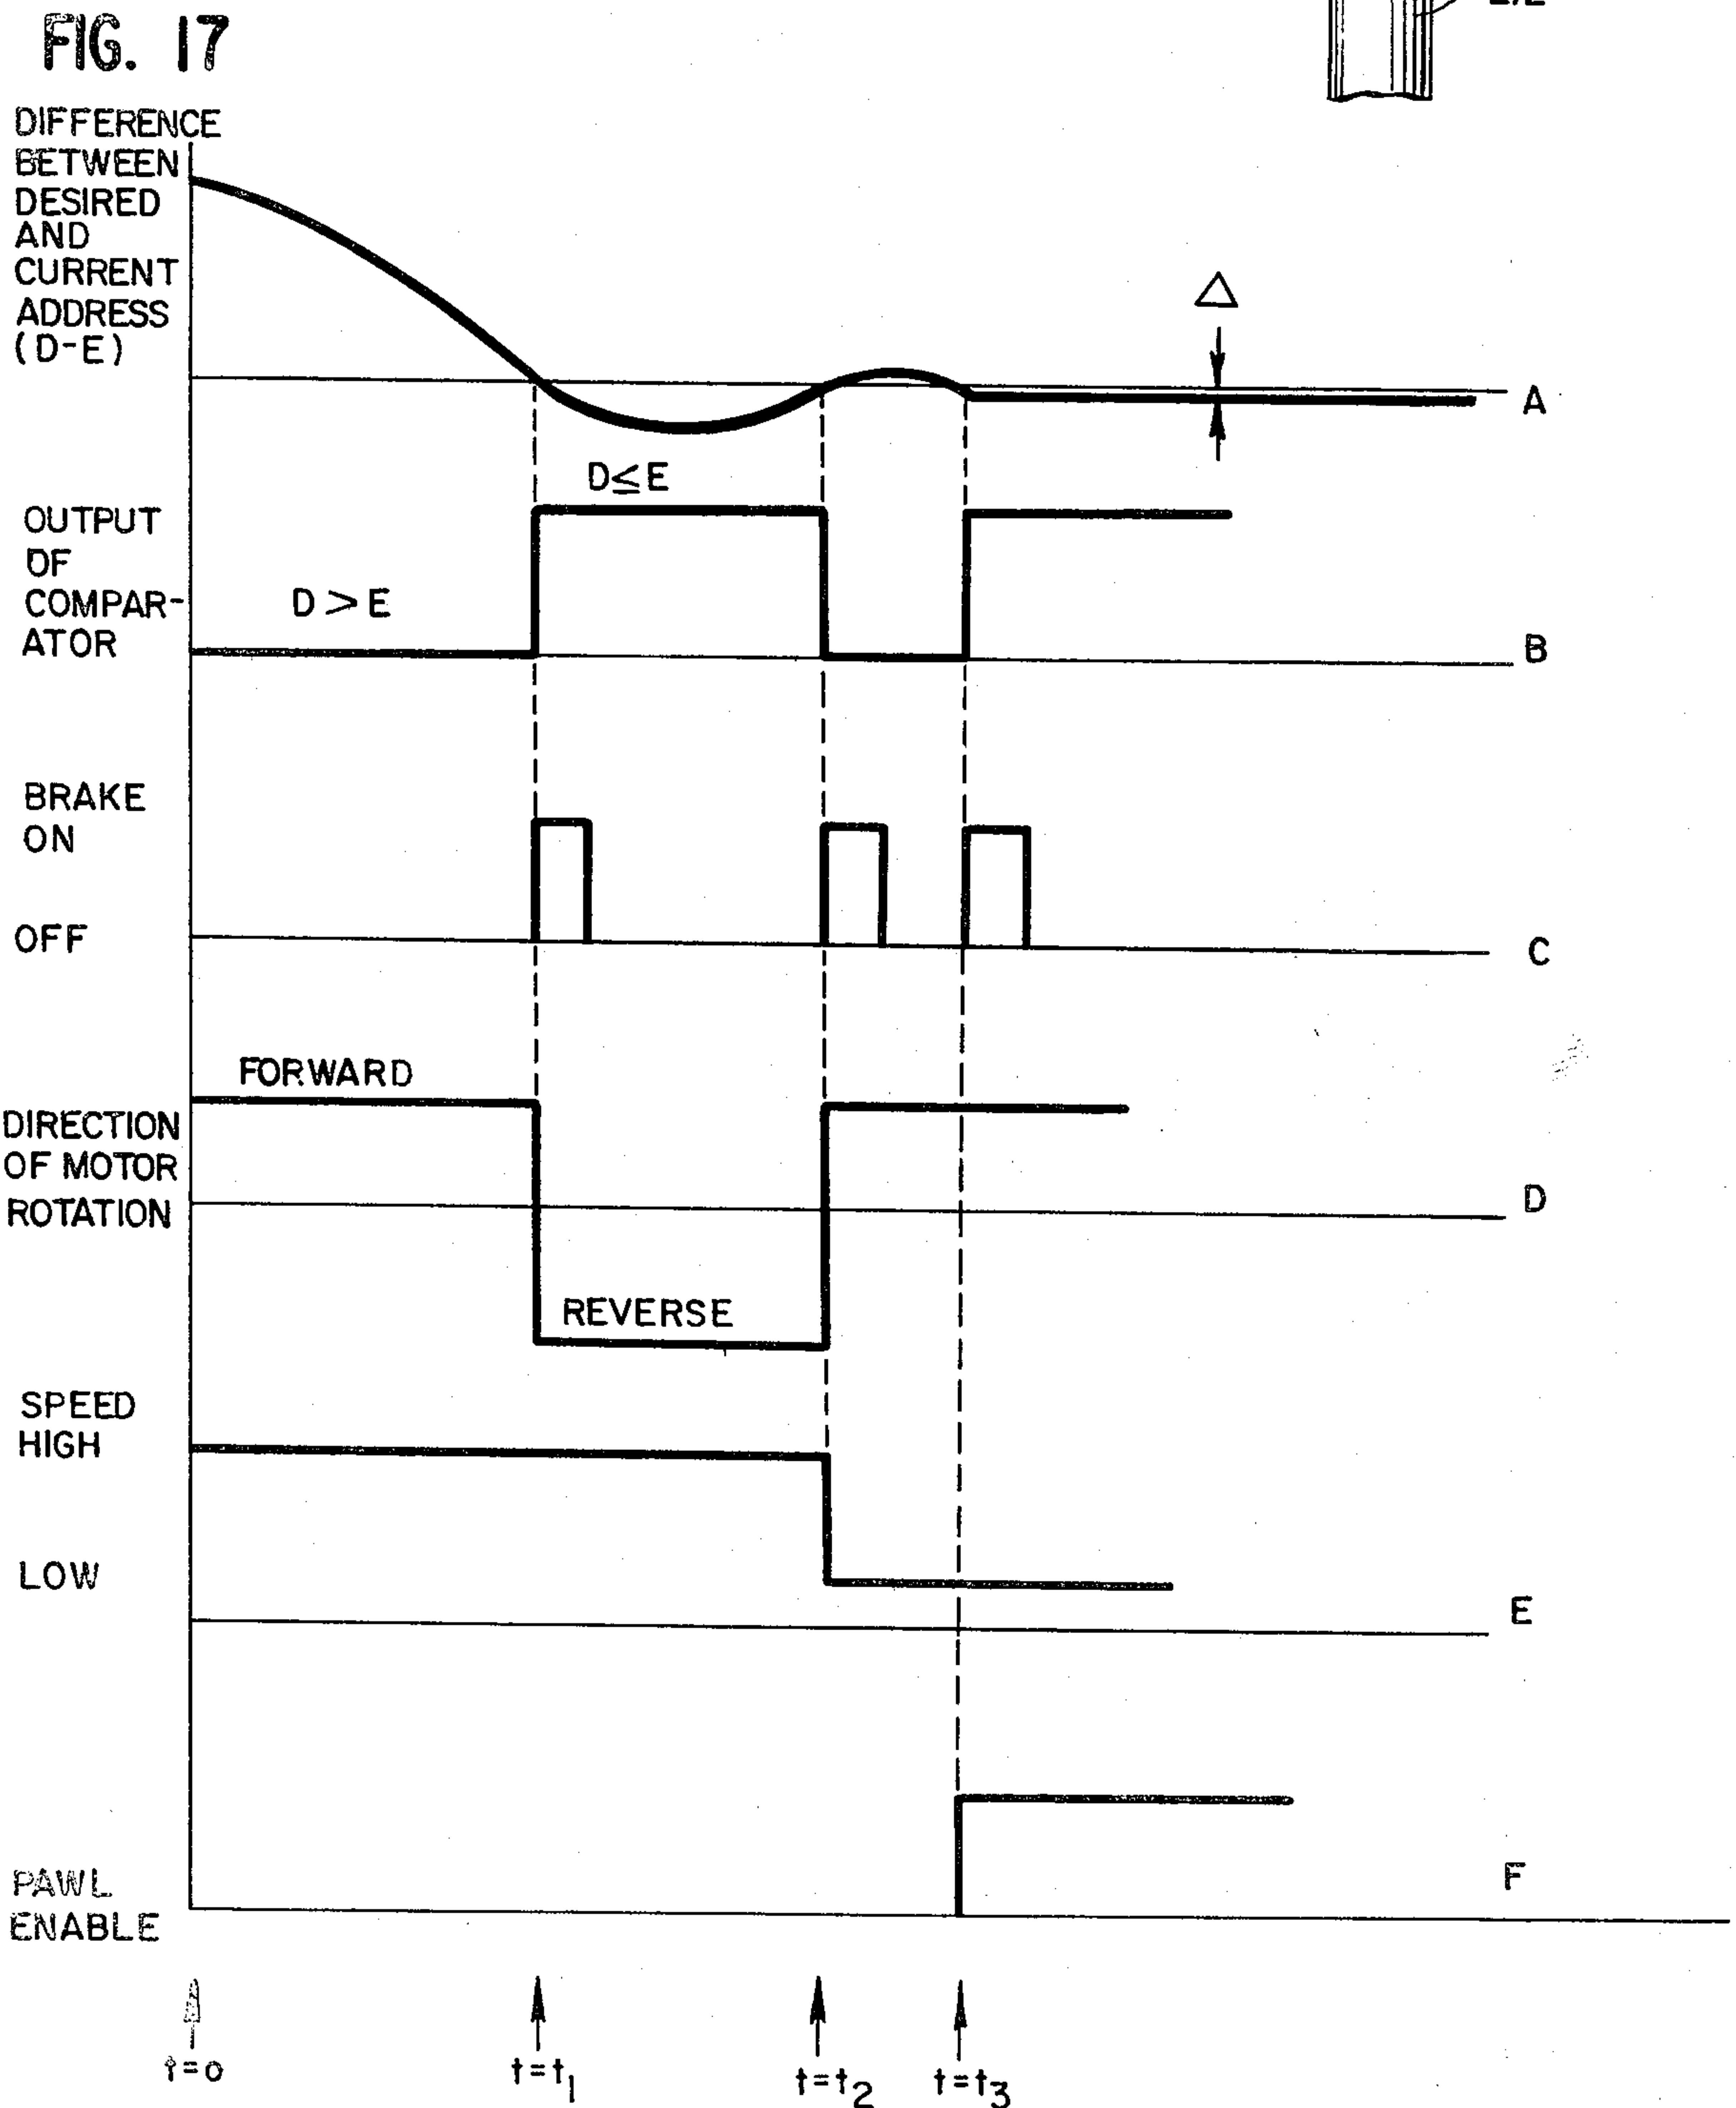 FIG. 17
DIFFERENCE
BETWEEN
DESIRED
AND
CURRENT
ADDRESS
(D-E)
△
A
D≤E
OUTPUT
OF
COMPAR-
ATOR
D > E
B
BRAKE
ON
OFF
C
FORWARD
DIRECTION
OF MOTOR
ROTATION
D
REVERSE
SPEED
HIGH
LOW
E
PAWL
ENABLE
F
t=0
t=t1
t=t2
t=t3